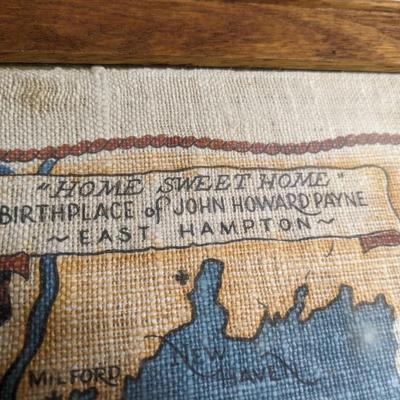 "HOME SWEET HOME"
BIRTHPLACE of JOHN HOWARD PAYNE
~ EAST HAMPTON ~
NEW HAVEN
MILFORD